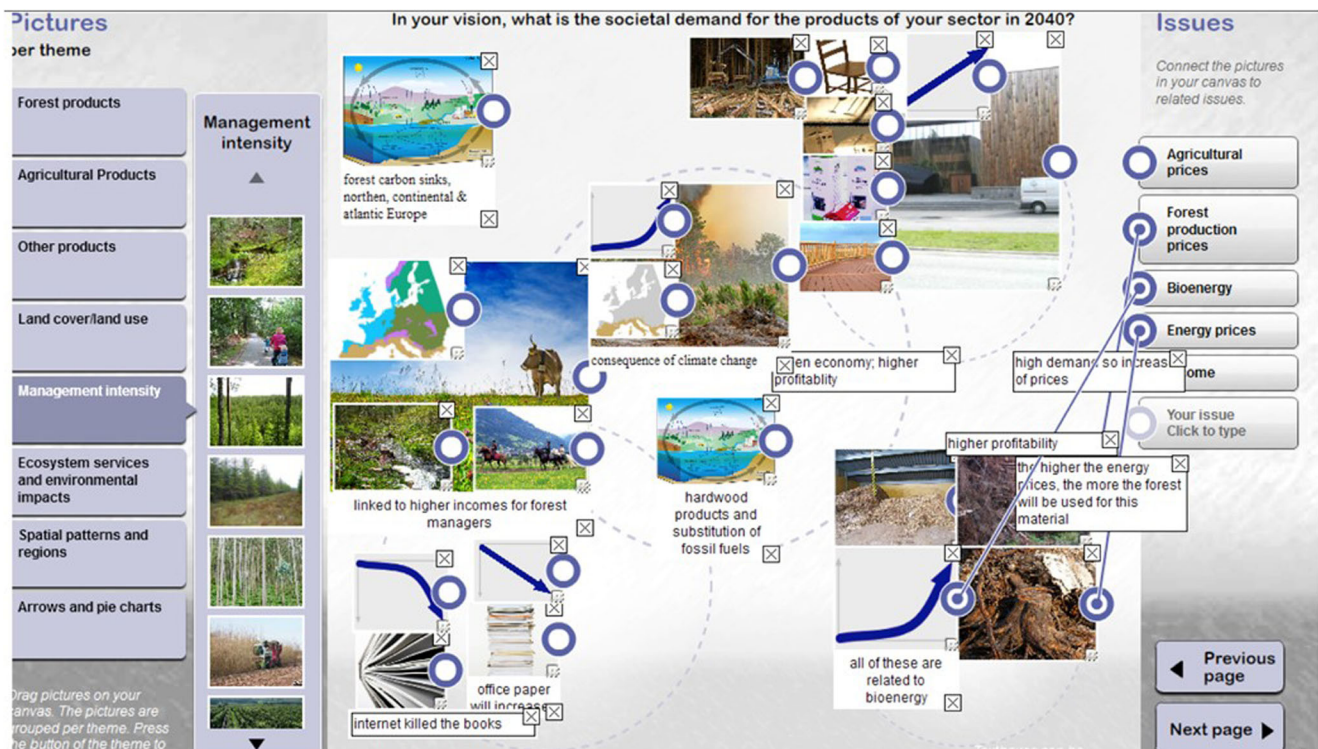 Pictures
per theme
Forest products
Agricultural Products
Other products
Land cover/land use
Management intensity
Ecosystem services
and environmental
impacts
Spatial patterns and
regions
Arrows and pie charts
Drag pictures on your
canvas. The pictures are
grouped per theme. Press
the button of the theme to
Management
intensity
In your vision, what is the societal demand for the products of your sector in 2040?
forest carbon sinks,
northen, continental &
atlantic Europe
consequence of climate change
en economy; higher
profitablity
high demand so increas
of prices
linked to higher incomes for forest
managers
hardwood
products and
substitution of
fossil fuels
higher profitability
the higher the energy
prices, the more the forest
will be used for this
material
office paper
will increase
internet killed the books
all of these are
related to
bioenergy
Issues
Connect the pictures
in your canvas to
related issues.
Agricultural
prices
Forest
production
prices
Bioenergy
Energy prices
ome
Your issue
Click to type
Previous
page
Next page